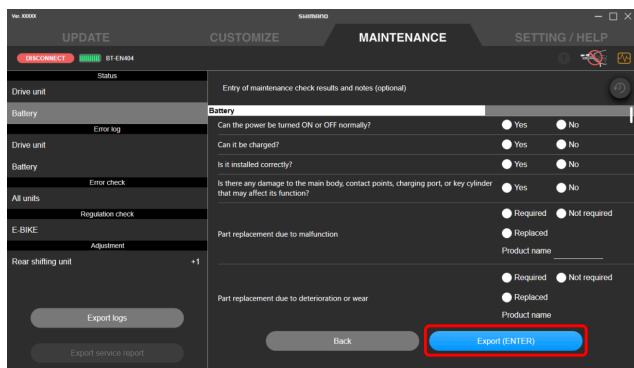 Ver. XXXXX
SHIMANO
UPDATE
CUSTOMIZE
MAINTENANCE
SETTING / HELP
DISCONNECT
BT-EN404
Status
Drive unit
Battery
Error log
Drive unit
Battery
Error check
All units
Regulation check
E-BIKE
Adjustment
Rear shifting unit +1
Export logs
Export service report
Entry of maintenance check results and notes (optional)
Battery
Can the power be turned ON or OFF normally? Yes No
Can it be charged? Yes No
Is it installed correctly? Yes No
Is there any damage to the main body, contact points, charging port, or key cylinder
that may affect its function? Yes No
Part replacement due to malfunction
Required Not required
Replaced
Product name
Part replacement due to deterioration or wear
Required Not required
Replaced
Product name
Back
Export (ENTER)